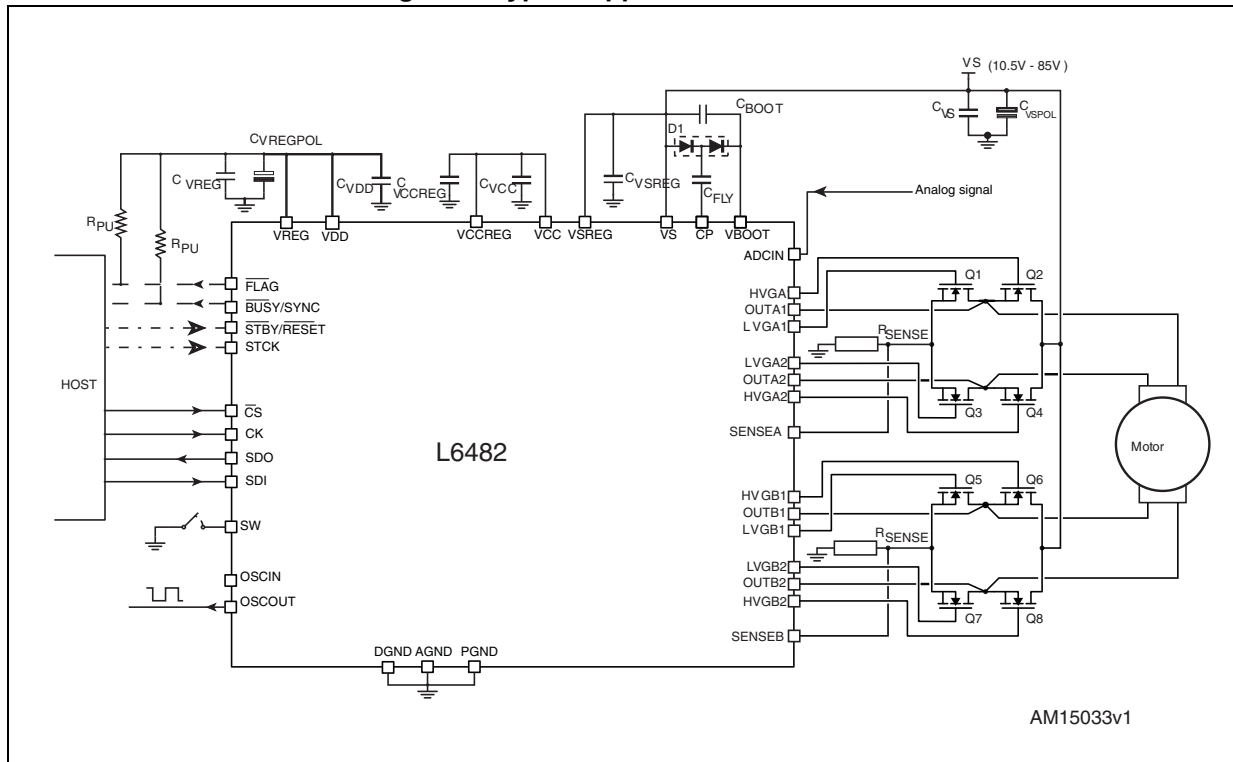 VS (10.5V - 85V)
CVS
CVSPOL
CBOOT
D1
CVREGPOL
CVREG
CVDD
CVCCREG
CVCC
CVSREG
CFLY
Analog signal
RPU
RPU
VREG
VDD
VCCREG
VCC
VSREG
VS
CP
VBOOT
ADCIN
FLAG
BUSY/SYNC
STBY/RESET
STCK
HOST
CS
CK
SDO
SDI
SW
OSCIN
OSCOUT
L6482
HVGA
OUTA1
LVGA1
RSENSE
LVGA2
OUTA2
HVGA2
SENSEA
Q1
Q2
Q3
Q4
Motor
HVGB1
OUTB1
LVGB1
RSENSE
LVGB2
OUTB2
HVGB2
SENSEB
Q5
Q6
Q7
Q8
DGND AGND PGND
AM15033v1